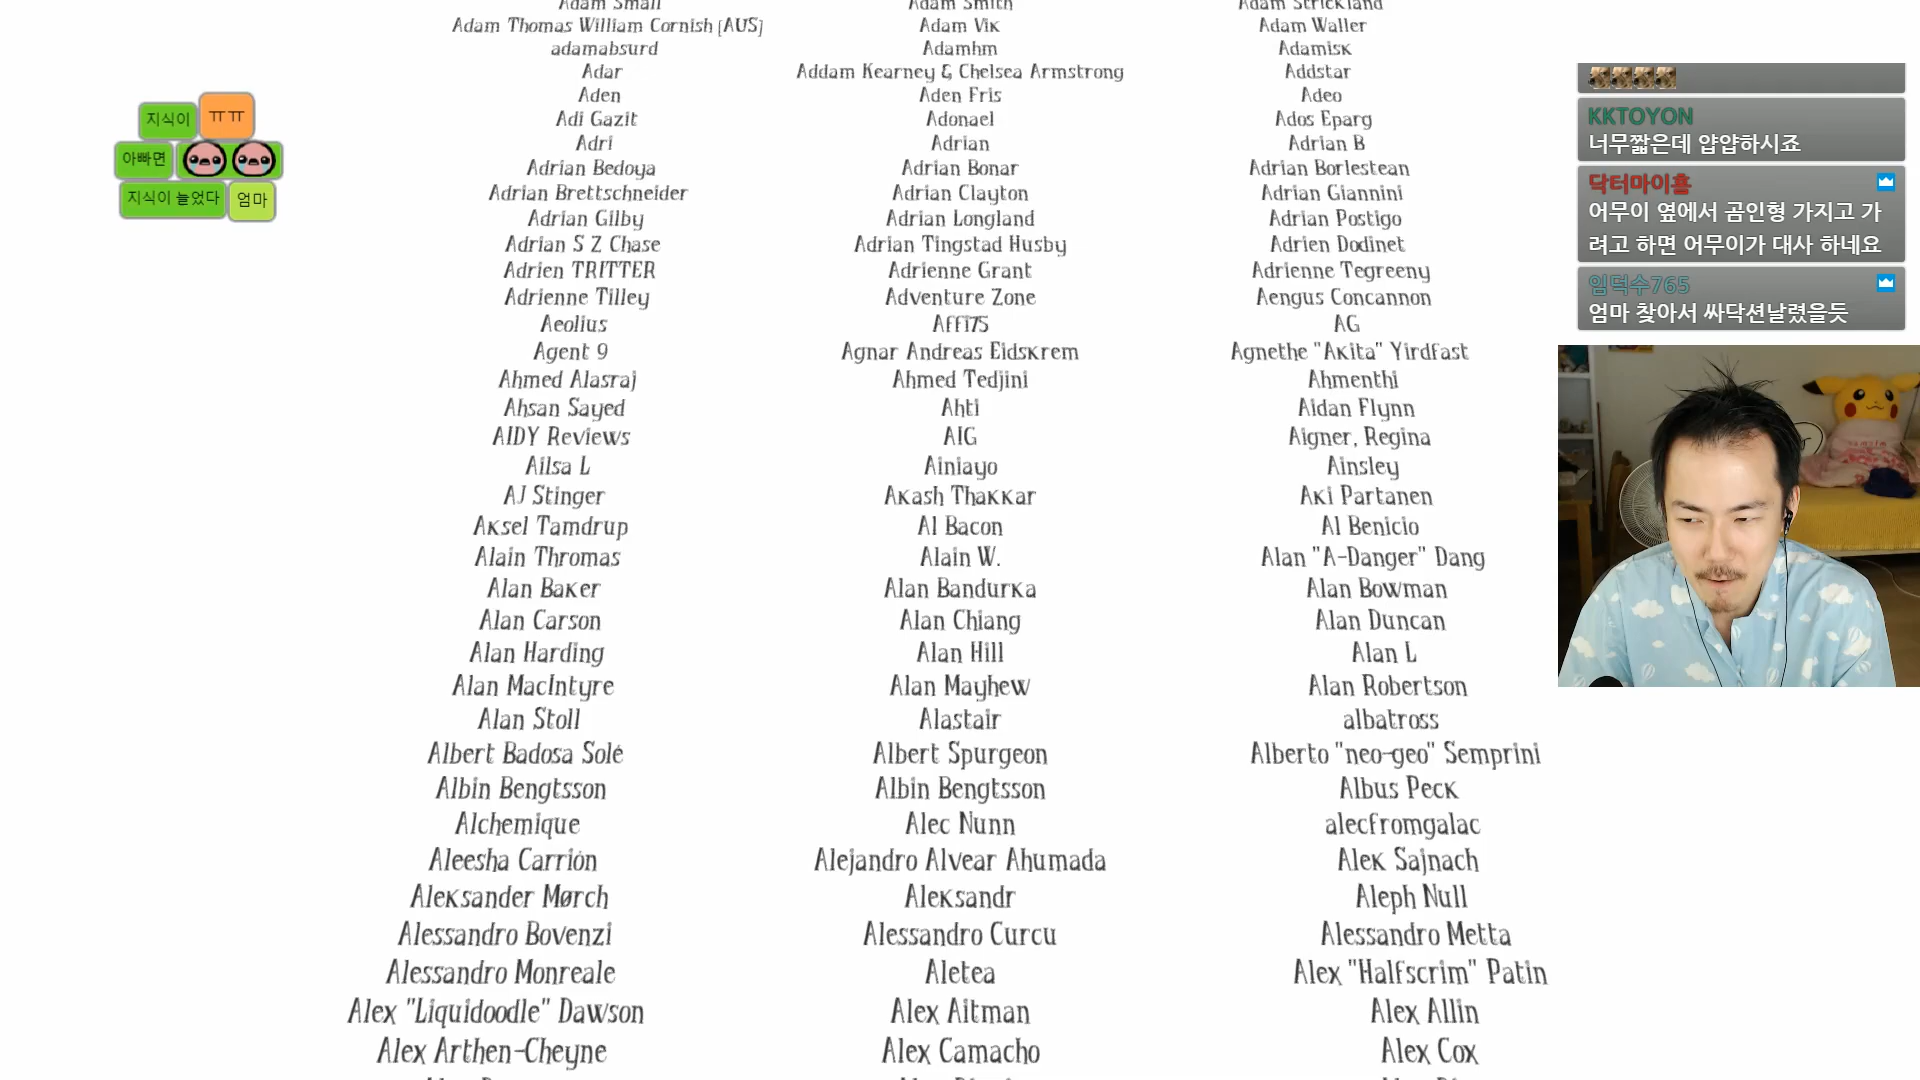 Adam Small Adam Smith Adam Strickland
Adam Thomas William Cornish [AUS] Adam Vik Adam Waller
adamabsurd Adamhm Adamisk
Adar Addam Kearney & Chelsea Armstrong Addstar
Aden Aden Fris Adeo
Adi Gazit Adonael Ados Eparg
Adri Adrian Adrian B
Adrian Bedoya Adrian Bonar Adrian Borlestean
Adrian Brettschneider Adrian Clayton Adrian Giannini
Adrian Gilby Adrian Longland Adrian Postigo
Adrian S Z Chase Adrian Tingstad Husby Adrien Dodinet
Adrien TRITTER Adrienne Grant Adrienne Tegreeny
Adrienne Tilley Adventure Zone Aengus Concannon
Aeolius Affi75 AG
Agent 9 Agnar Andreas Eidskrem Agnethe "Akita" Yirdfast
Ahmed Alasraj Ahmed Tedjini Ahmenthi
Ahsan Sayed Ahti Aidan Flynn
AIDY Reviews AIG Aigner, Regina
Ailsa L Ainiayo Ainsley
AJ Stinger Akash Thakkar Aki Partanen
Aksel Tamdrup Al Bacon Al Benicio
Alain Thromas Alain W. Alan "A-Danger" Dang
Alan Baker Alan Bandurka Alan Bowman
Alan Carson Alan Chiang Alan Duncan
Alan Harding Alan Hill Alan L
Alan MacIntyre Alan Mayhew Alan Robertson
Alan Stoll Alastair albatross
Albert Badosa Solé Albert Spurgeon Alberto "neo-geo" Semprini
Albin Bengtsson Albin Bengtsson Albus Peck
Alchemique Alec Nunn alecfromgalac
Aleesha Carrión Alejandro Alvear Ahumada Alek Sajnach
Aleksander Mørch Aleksandr Aleph Null
Alessandro Bovenzi Alessandro Curcu Alessandro Metta
Alessandro Monreale Aletea Alex "Halfscrim" Patin
Alex "Liquidoodle" Dawson Alex Aitman Alex Allin
Alex Arthen-Cheyne Alex Camacho Alex Cox
지식이 ㅠㅠ
아빠면
지식이 늘었다 엄마
KKTOYON
너무짧은데 얍얍하시죠
닥터마이홈
어무이 옆에서 곰인형 가지고 가
려고 하면 어무이가 대사 하네요
임덕수765
엄마 찾아서 싸닥션날렸을듯